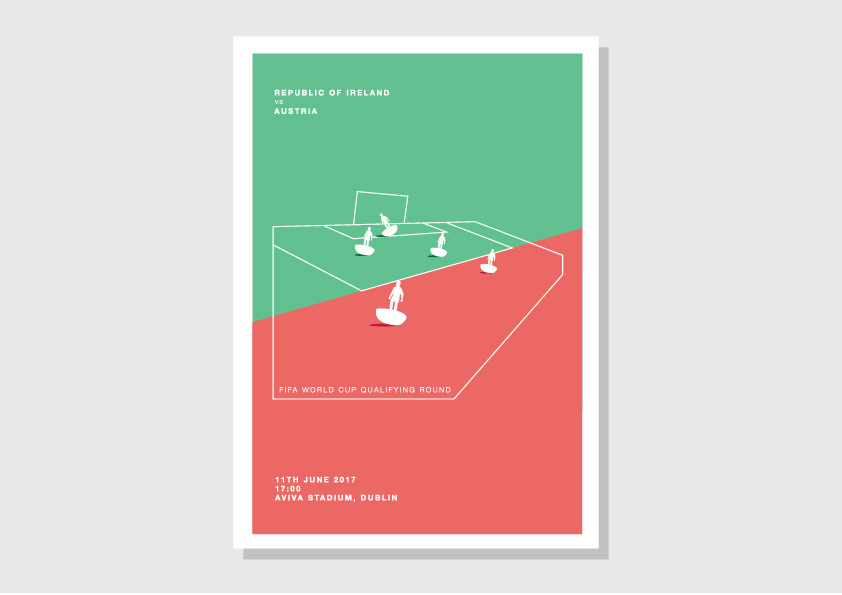 REPUBLIC OF IRELAND
VS
AUSTRIA
FIFA WORLD CUP QUALIFYING ROUND
11TH JUNE 2017
17:00
AVIVA STADIUM, DUBLIN